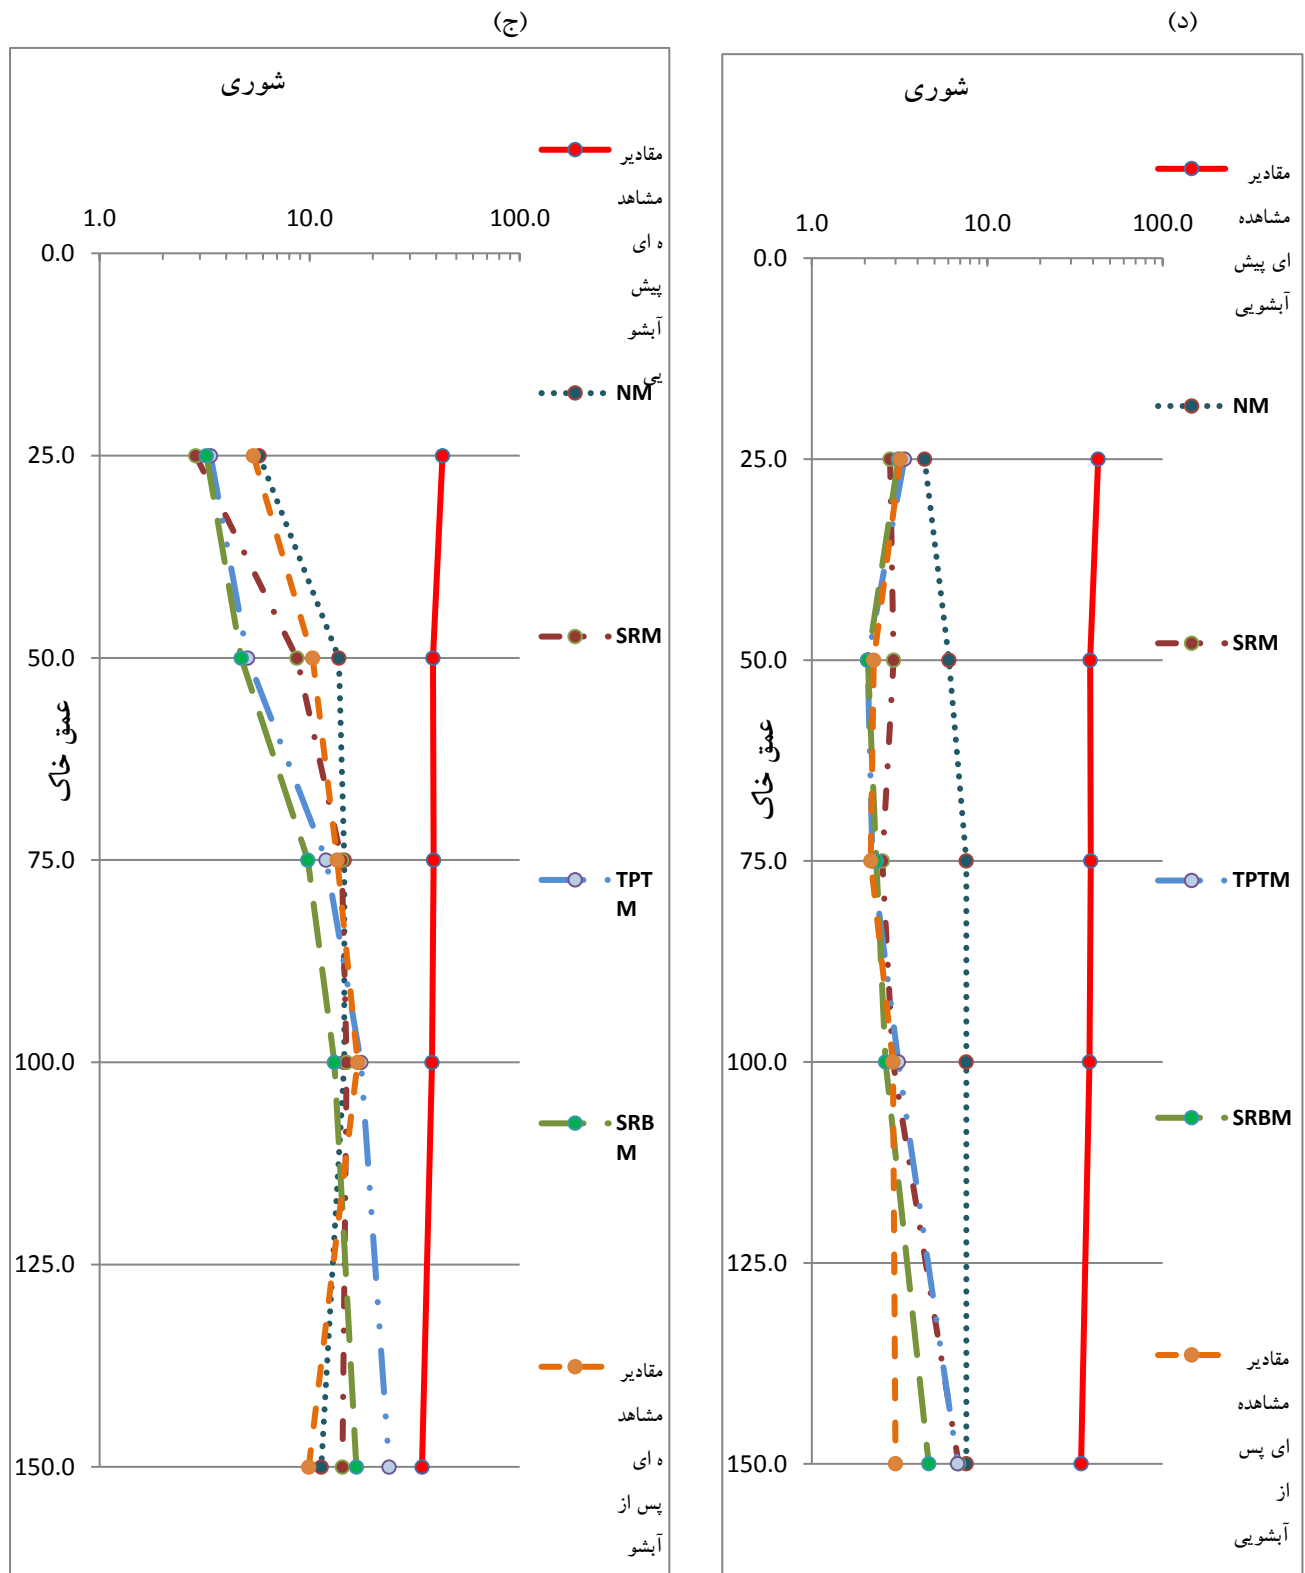 (ج)
شوری
1.0 10.0 100.0
0.0
25.0
50.0
75.0
100.0
125.0
150.0
عمق خاک
مقادیر
مشاهد
ه ای
پیش
آبشو
یی
NM
SRM
TPT
M
SRB
M
مقادیر
مشاهد
ه ای
پس از
آبشو
(د)
شوری
1.0 10.0 100.0
0.0
25.0
50.0
75.0
100.0
125.0
150.0
عمق خاک
مقادیر
مشاهده
ای پیش
آبشویی
NM
SRM
TPTM
SRBM
مقادیر
مشاهده
ای پس
از
آبشویی